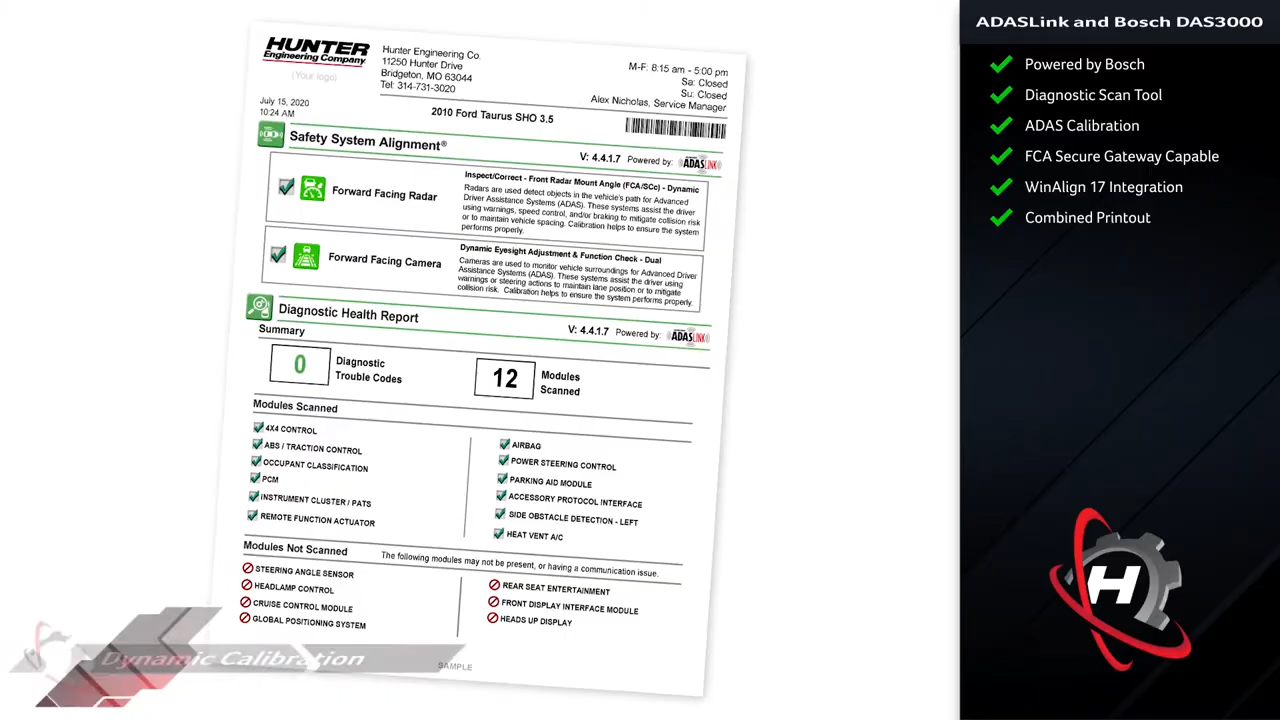 HUNTER
Engineering Company
(Your logo)
Hunter Engineering Co.
11250 Hunter Drive
Bridgeton, MO 63044
Tel: 314-731-3020
M-F: 8:15 am - 5:00 pm
Sa: Closed
Su: Closed
Alex Nicholas, Service Manager
July 15, 2020
10:24 AM
2010 Ford Taurus SHO 3.5
Safety System Alignment®
V: 4.4.1.7 Powered by: ADASLINK
Forward Facing Radar
Inspect/Correct - Front Radar Mount Angle (FCA/SCc) - Dynamic
Radars are used detect objects in the vehicle's path for Advanced
Driver Assistance Systems (ADAS). These systems assist the driver
using warnings, speed control, and/or braking to mitigate collision risk
or to maintain vehicle spacing. Calibration helps to ensure the system
performs properly.
Forward Facing Camera
Dynamic Eyesight Adjustment & Function Check - Dual
Cameras are used to monitor vehicle surroundings for Advanced Driver
Assistance Systems (ADAS). These systems assist the driver using
warnings or steering actions to maintain lane position or to mitigate
collision risk. Calibration helps to ensure the system performs properly.
Diagnostic Health Report
V: 4.4.1.7 Powered by: ADASLINK
Summary
0
Diagnostic
Trouble Codes
12
Modules
Scanned
Modules Scanned
4X4 CONTROL
ABS / TRACTION CONTROL
OCCUPANT CLASSIFICATION
PCM
INSTRUMENT CLUSTER / PATS
REMOTE FUNCTION ACTUATOR
AIRBAG
POWER STEERING CONTROL
PARKING AID MODULE
ACCESSORY PROTOCOL INTERFACE
SIDE OBSTACLE DETECTION - LEFT
HEAT VENT A/C
Modules Not Scanned
The following modules may not be present, or having a communication issue.
STEERING ANGLE SENSOR
HEADLAMP CONTROL
CRUISE CONTROL MODULE
GLOBAL POSITIONING SYSTEM
REAR SEAT ENTERTAINMENT
FRONT DISPLAY INTERFACE MODULE
HEADS UP DISPLAY
SAMPLE
Dynamic Calibration
ADASLink and Bosch DAS3000
Powered by Bosch
Diagnostic Scan Tool
ADAS Calibration
FCA Secure Gateway Capable
WinAlign 17 Integration
Combined Printout
H